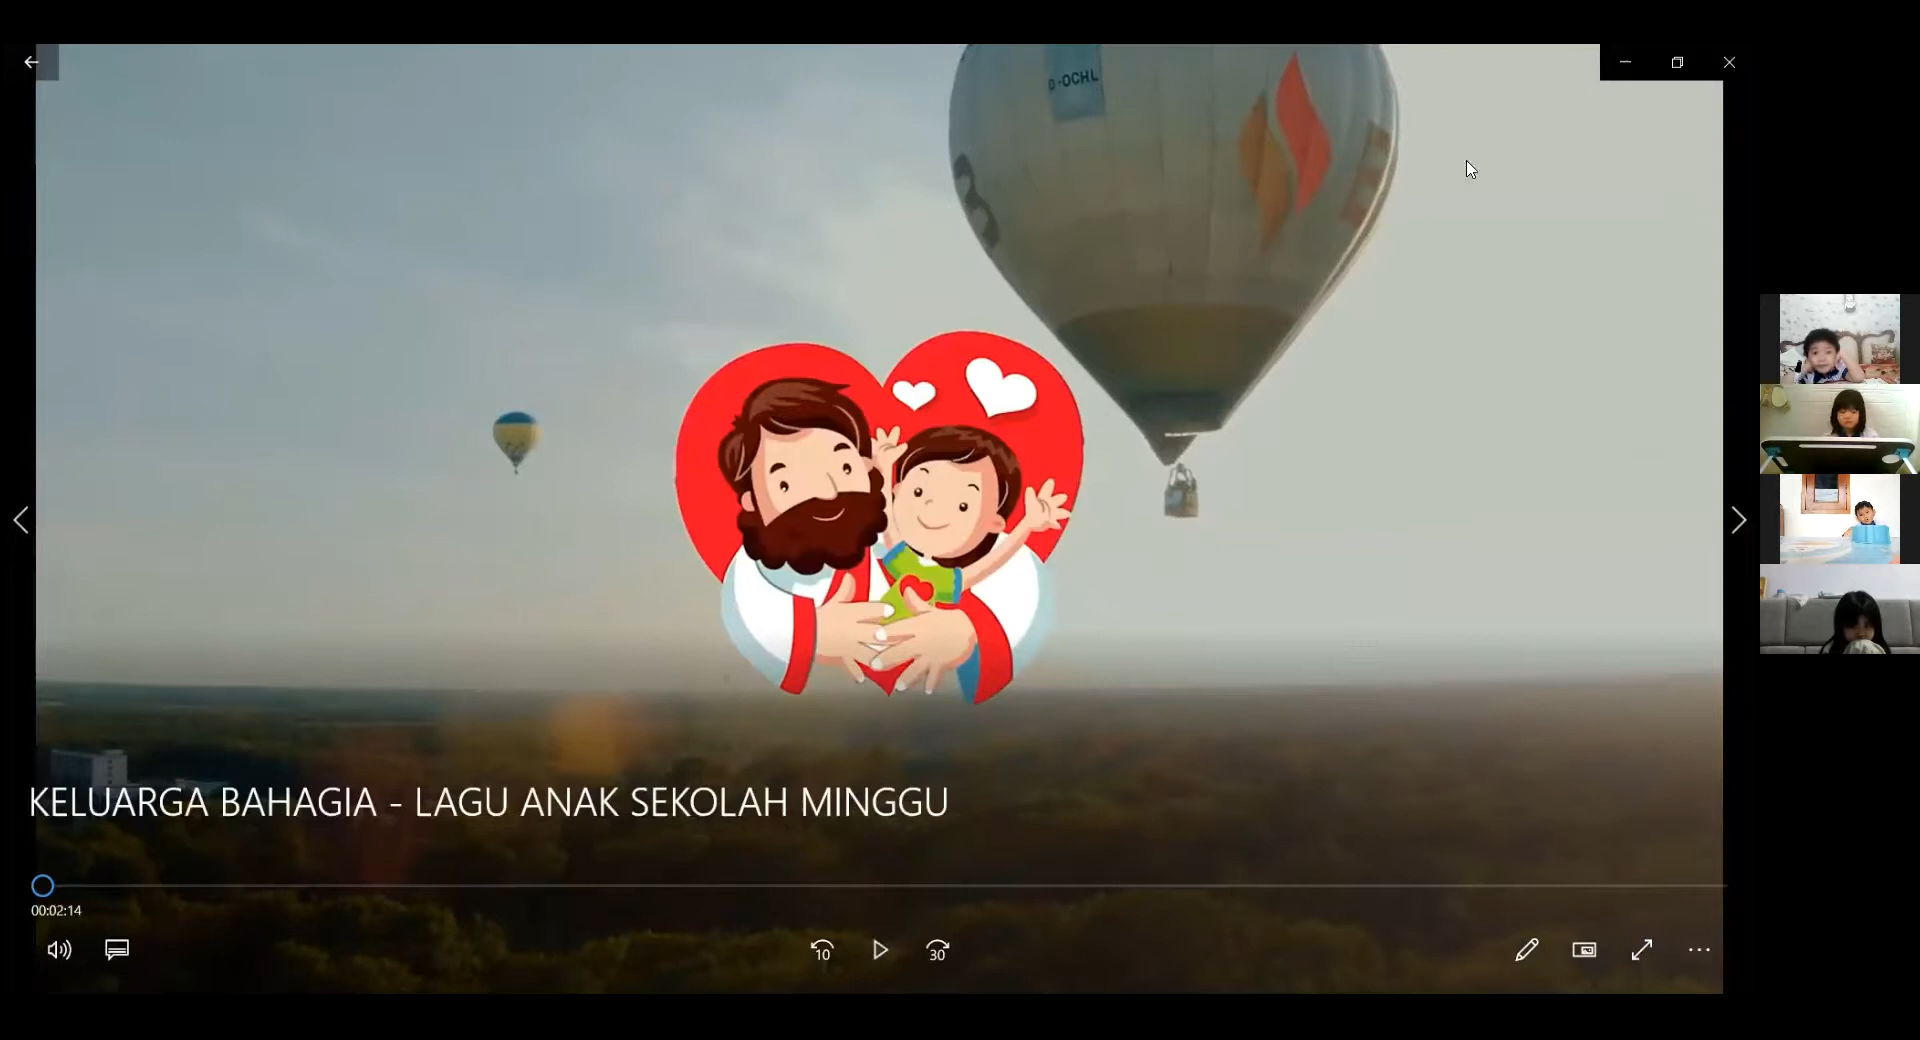 D-OCHL
KELUARGA BAHAGIA - LAGU ANAK SEKOLAH MINGGU
00:02:14
10
30